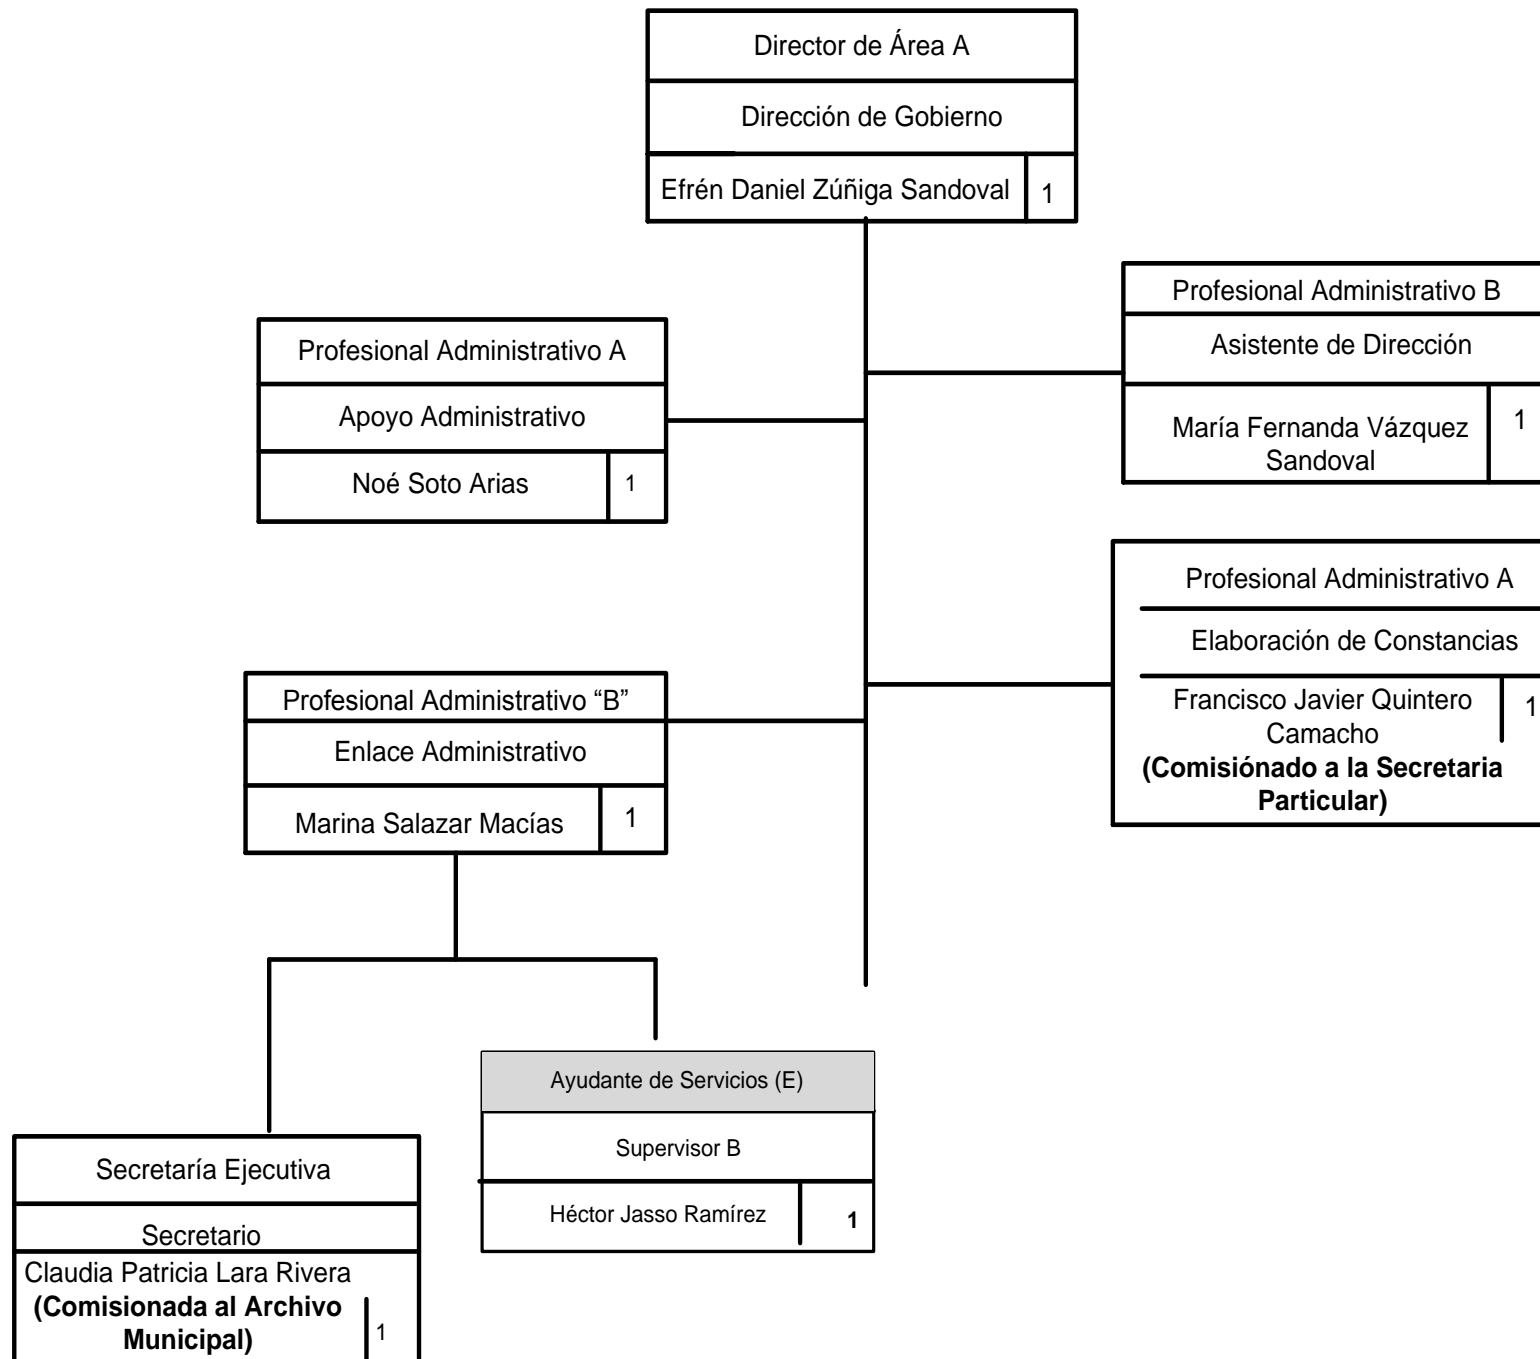 Director de Área A
Dirección de Gobierno
Efrén Daniel Zúñiga Sandoval
1
Profesional Administrativo B
Asistente de Dirección
María Fernanda Vázquez
Sandoval
1
Profesional Administrativo A
Apoyo Administrativo
Noé Soto Arias
1
Profesional Administrativo A
Elaboración de Constancias
Francisco Javier Quintero
Camacho
(Comisiónado a la Secretaria
Particular)
1
Profesional Administrativo “B”
Enlace Administrativo
Marina Salazar Macías
1
Ayudante de Servicios (E)
Supervisor B
Héctor Jasso Ramírez
1
Secretaría Ejecutiva
Secretario
Claudia Patricia Lara Rivera
(Comisionada al Archivo
Municipal)
1